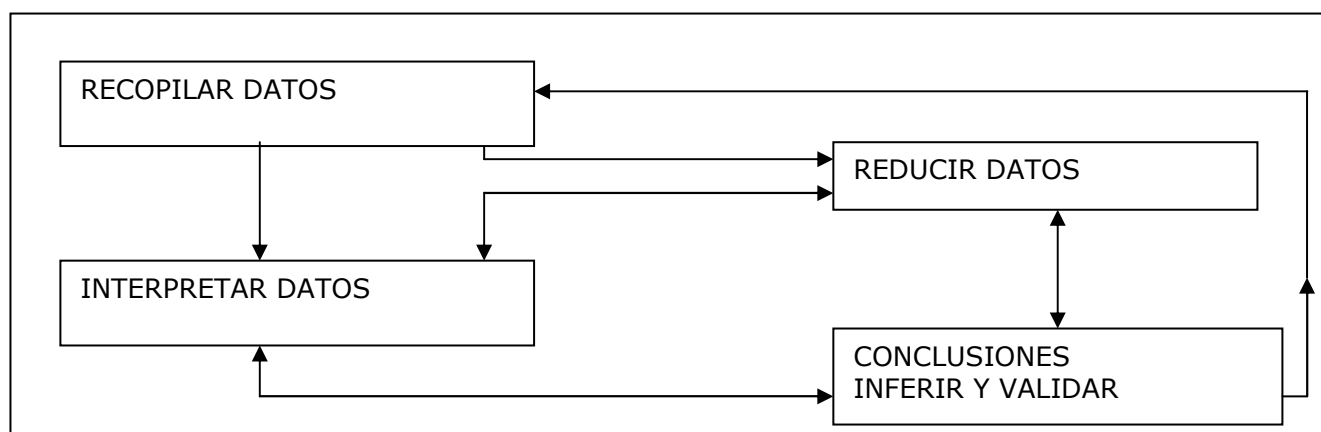 RECOPILAR DATOS
REDUCIR DATOS
INTERPRETAR DATOS
CONCLUSIONES
INFERIR Y VALIDAR